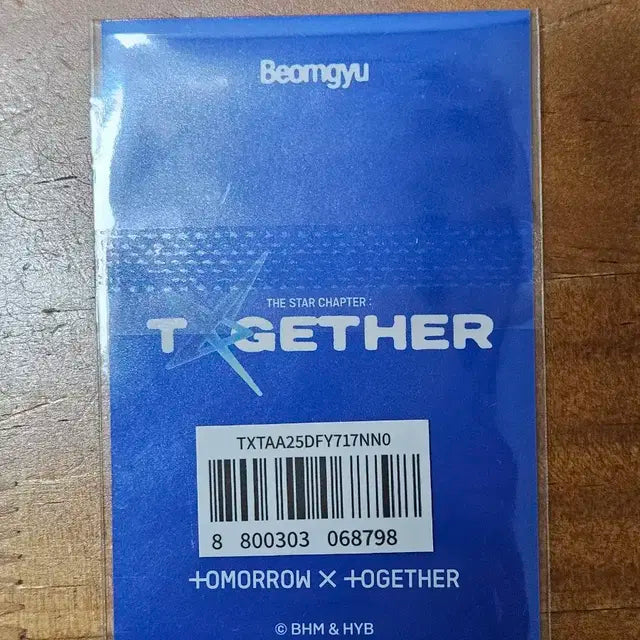 Beomgyu
THE STAR CHAPTER :
TOGETHER
TXTAA25DFY717NN0
8 800303 068798
TOMORROW X TOGETHER
© BHM & HYB